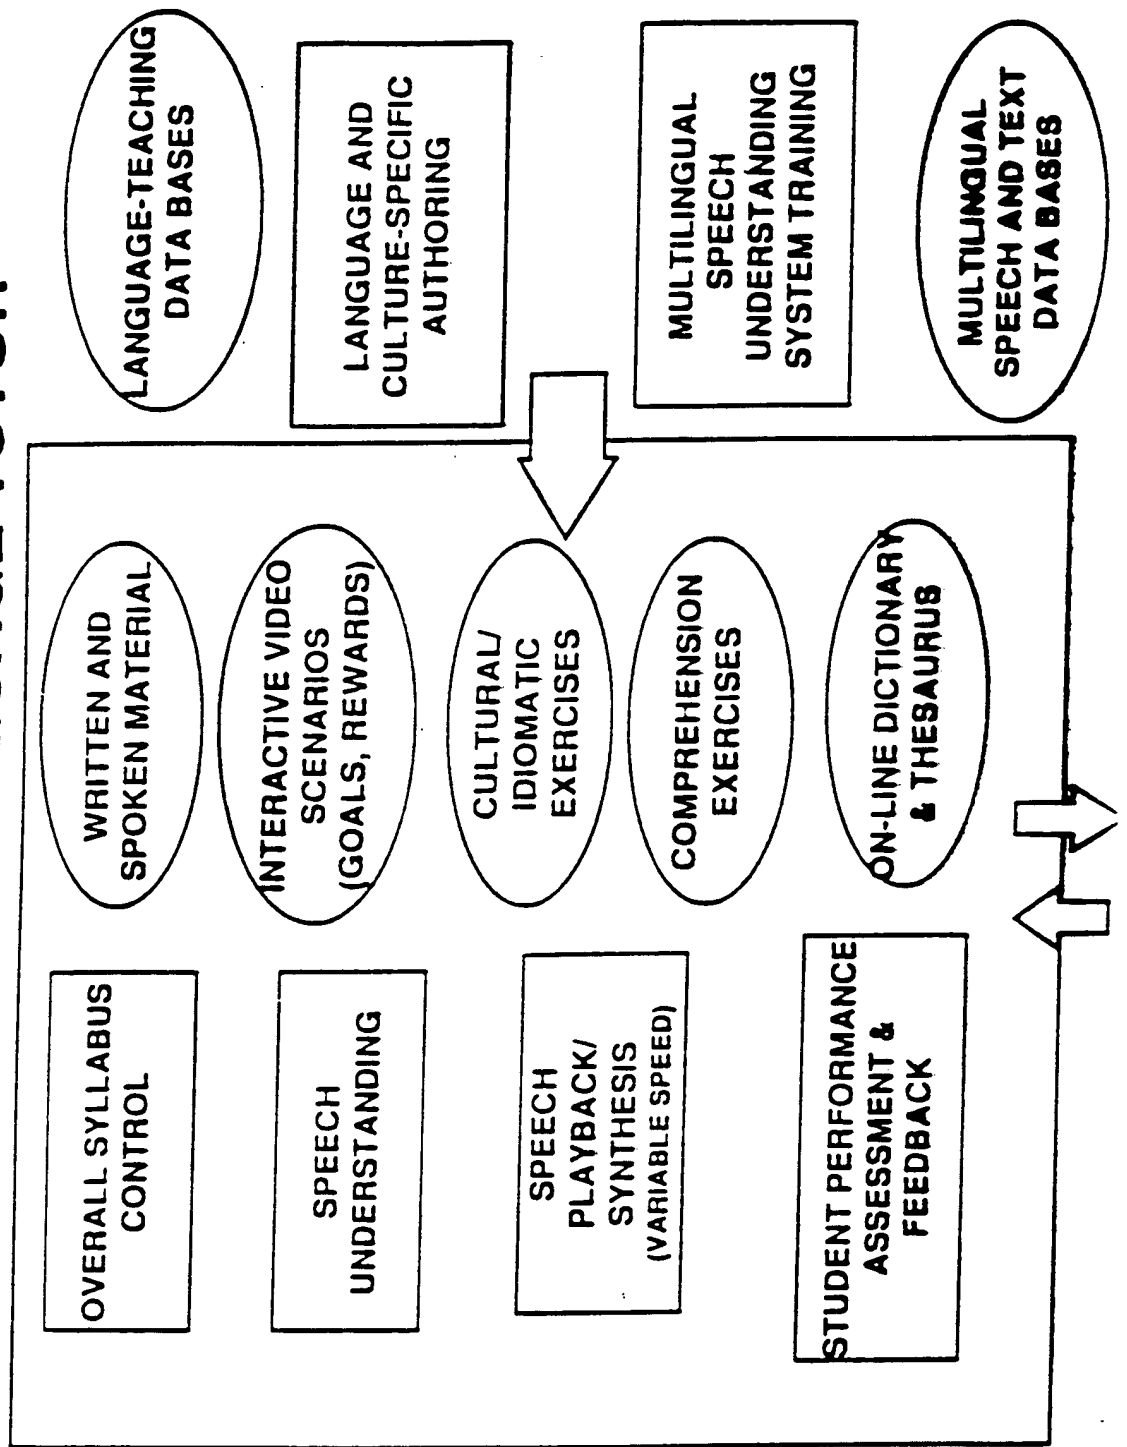 OVERALL SYLLABUS
CONTROL
SPEECH
UNDERSTANDING
SPEECH
PLAYBACK/
SYNTHESIS
(VARIABLE SPEED)
STUDENT PERFORMANCE
ASSESSMENT &
FEEDBACK
WRITTEN AND
SPOKEN MATERIAL
INTERACTIVE VIDEO
SCENARIOS
(GOALS, REWARDS)
CULTURAL/
IDIOMATIC
EXERCISES
COMPREHENSION
EXERCISES
ON-LINE DICTIONARY
& THESAURUS
LANGUAGE-TEACHING
DATA BASES
LANGUAGE AND
CULTURE-SPECIFIC
AUTHORING
MULTILINGUAL
SPEECH
UNDERSTANDING
SYSTEM TRAINING
MULTILINGUAL
SPEECH AND TEXT
DATA BASES